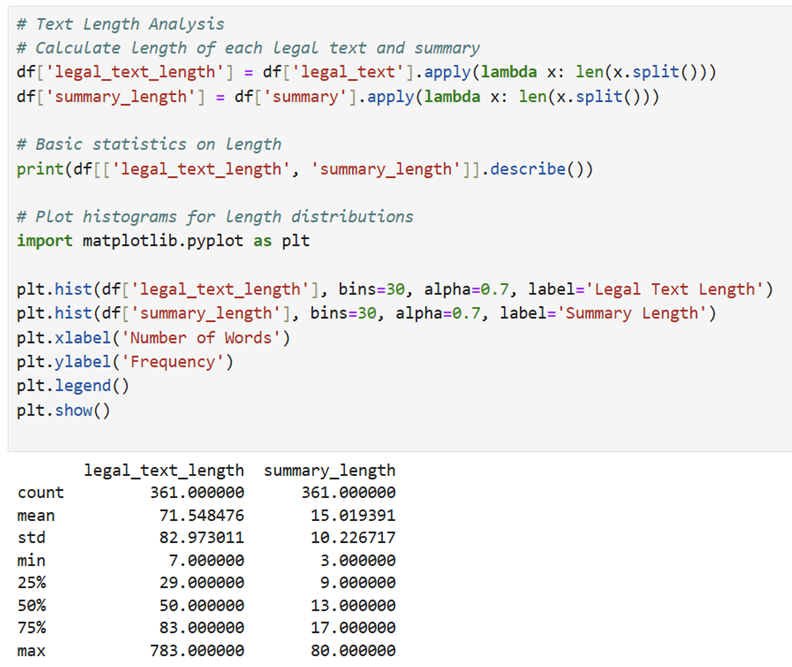 # Text Length Analysis
# Calculate length of each legal text and summary
df['legal_text_length'] = df['legal_text'].apply(lambda x: len(x.split()))
df['summary_length'] = df['summary'].apply(lambda x: len(x.split()))
# Basic statistics on length
print(df[['legal_text_length', 'summary_length']].describe())
# Plot histograms for length distributions
import matplotlib.pyplot as plt
plt.hist(df['legal_text_length'], bins=30, alpha=0.7, label='Legal Text Length')
plt.hist(df['summary_length'], bins=30, alpha=0.7, label='Summary Length')
plt.xlabel('Number of Words')
plt.ylabel('Frequency')
plt.legend()
plt.show()
legal_text_length summary_length
count 361.000000 361.000000
mean 71.548476 15.019391
std 82.973011 10.226717
min 7.000000 3.000000
25% 29.000000 9.000000
50% 50.000000 13.000000
75% 83.000000 17.000000
max 783.000000 80.000000